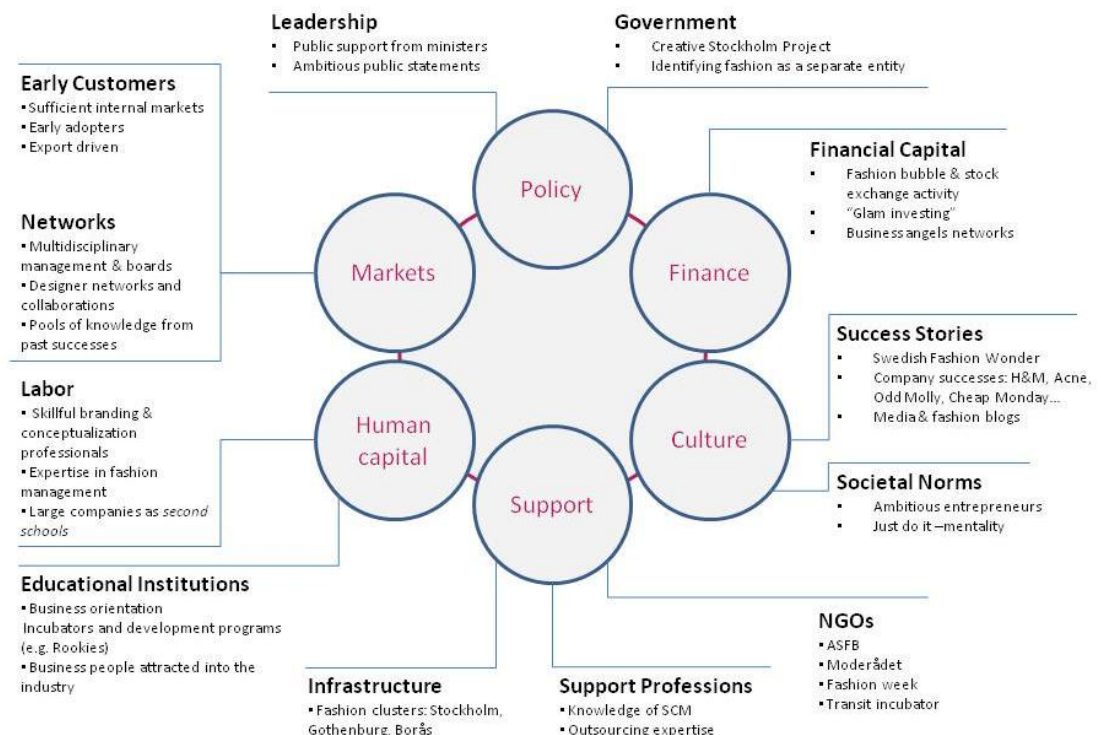 Leadership
▪ Public support from ministers
▪ Ambitious public statements
Government
▪ Creative Stockholm Project
▪ Identifying fashion as a separate entity
Early Customers
▪ Sufficient internal markets
▪ Early adopters
▪ Export driven
Networks
▪ Multidisciplinary
management & boards
▪ Designer networks and
collaborations
▪ Pools of knowledge from
past successes
Labor
▪ Skillful branding &
conceptualization
professionals
▪ Expertise in fashion
management
▪ Large companies as second
schools
Educational Institutions
▪ Business orientation
Incubators and development programs
(e.g. Rookies)
▪ Business people attracted into the
industry
Policy
Markets
Finance
Human
capital
Culture
Support
Financial Capital
▪ Fashion bubble & stock
exchange activity
▪ “Glam investing”
▪ Business angels networks
Success Stories
▪ Swedish Fashion Wonder
▪ Company successes: H&M, Acne,
Odd Molly, Cheap Monday...
▪ Media & fashion blogs
Societal Norms
▪ Ambitious entrepreneurs
▪ Just do it –mentality
NGOs
▪ ASFB
▪ Moderådet
▪ Fashion week
▪ Transit incubator
Infrastructure
▪ Fashion clusters: Stockholm,
Gothenburg, Borås
Support Professions
▪ Knowledge of SCM
▪ Outsourcing expertise